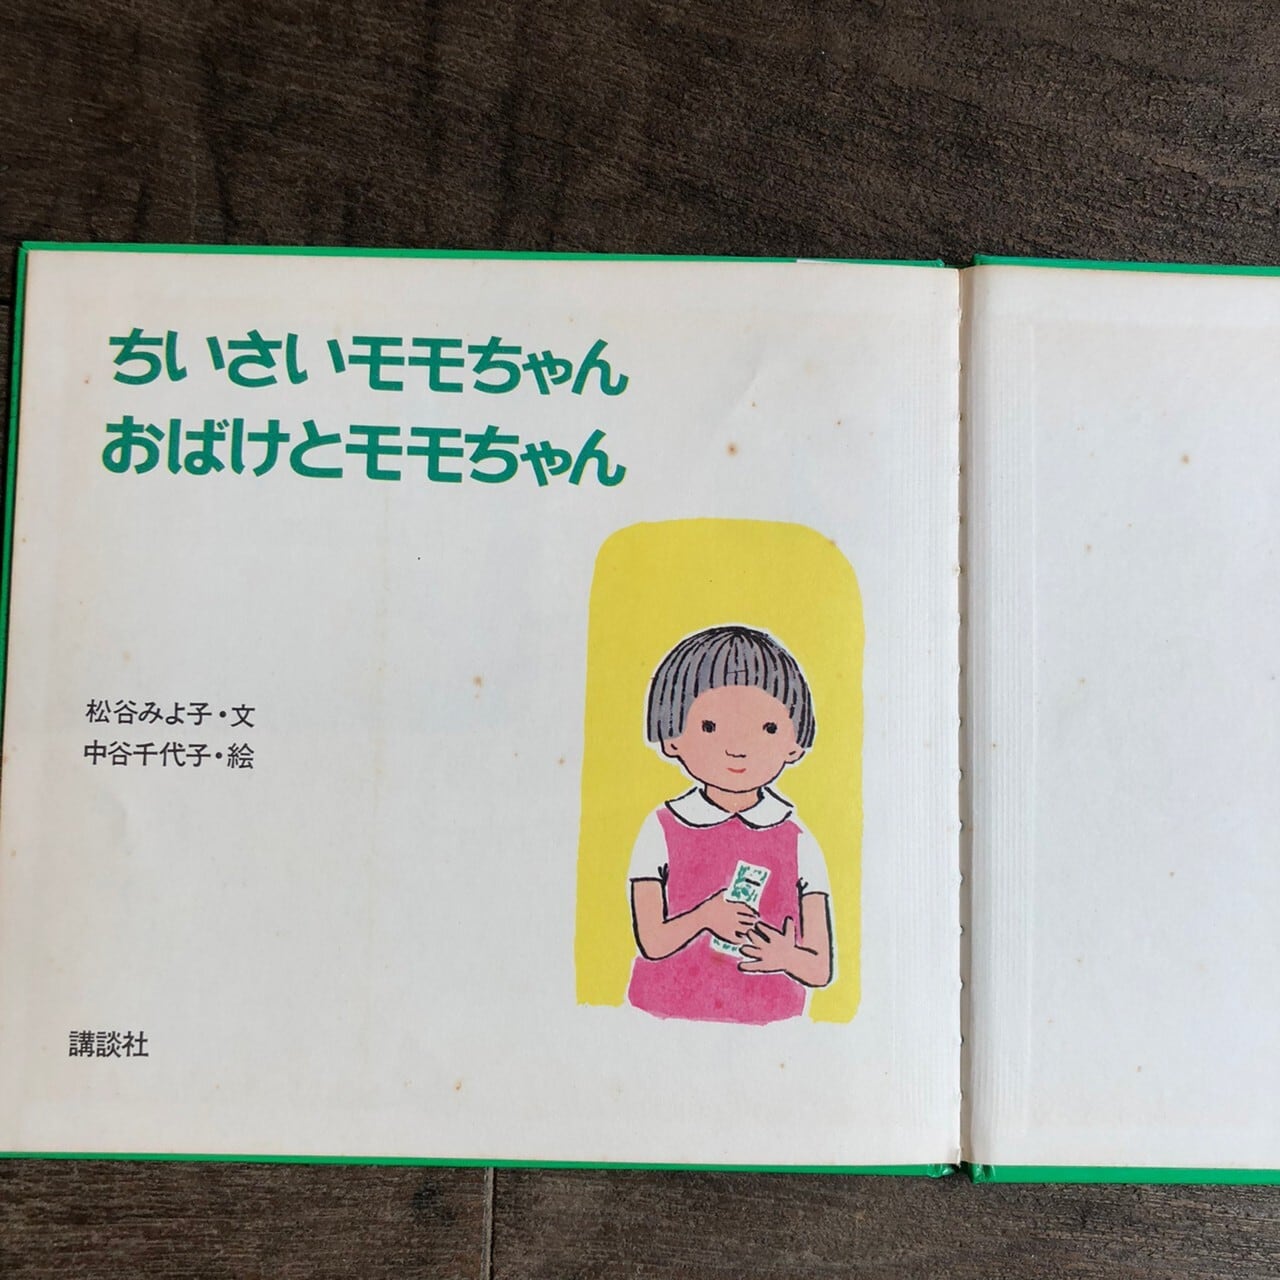 ちいさいモモちゃん
おばけとモモちゃん
松谷みよ子・文
中谷千代子・絵
講談社